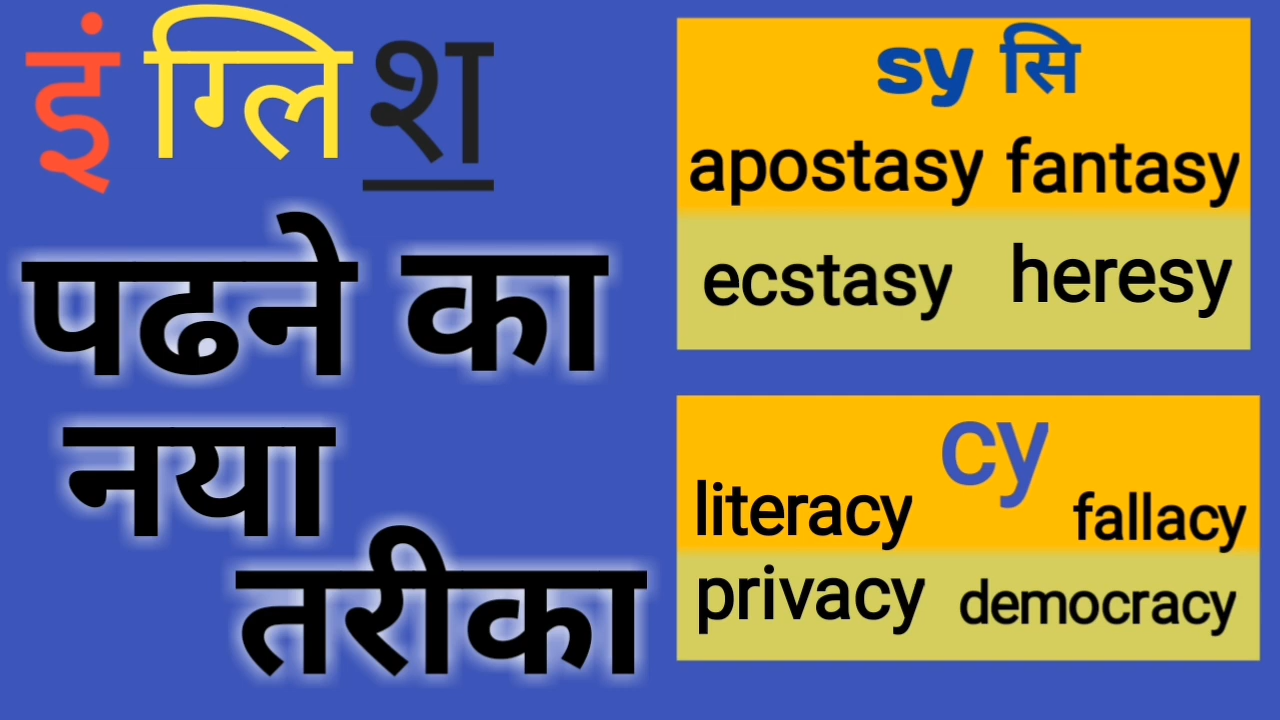 इंग्लिश
पढने का
नया
तरीका
sy सि
apostasy fantasy
ecstasy heresy
cy
literacy fallacy
privacy democracy